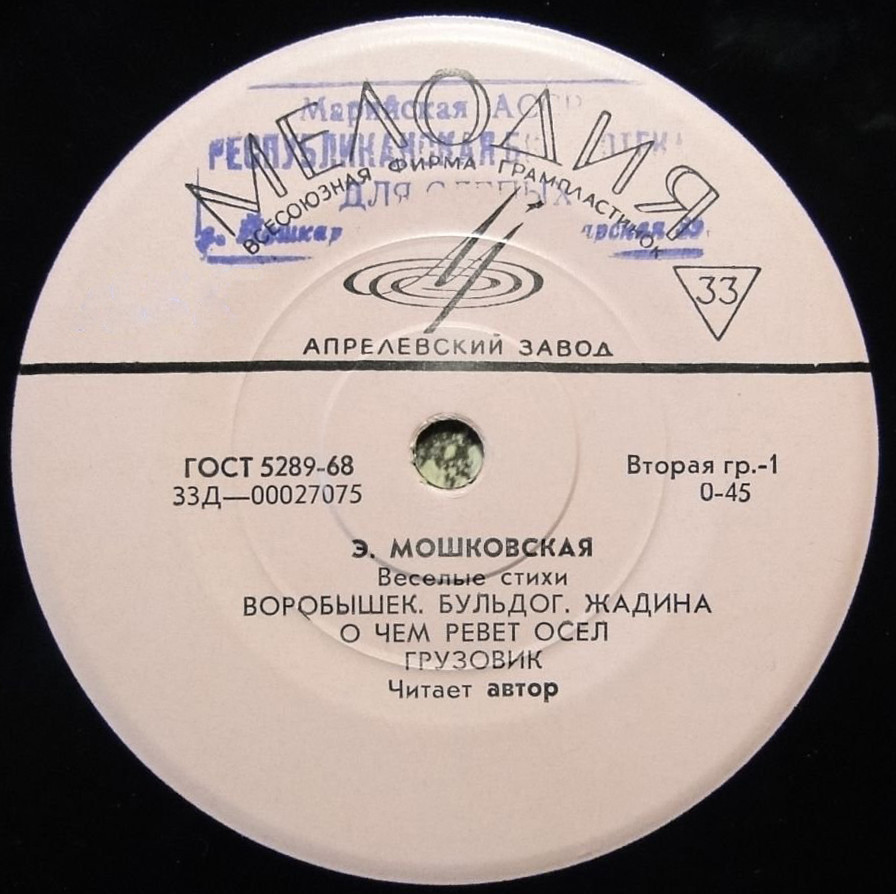 Марийская АССР
РЕСПУБЛИКАНСКАЯ
ДЛЯ СЛЕПЫХ
МЕЛОДИЯ
ВСЕСОЮЗНАЯ ФИРМА ГРАМПЛАСТИНОК
33
АПРЕЛЕВСКИЙ ЗАВОД
ГОСТ 5289-68
33Д—00027075
Вторая гр.-1
0-45
Э. МОШКОВСКАЯ
Веселые стихи
ВОРОБЫШЕК. БУЛЬДОГ. ЖАДИНА
О ЧЕМ РЕВЕТ ОСЕЛ
ГРУЗОВИК
Читает автор